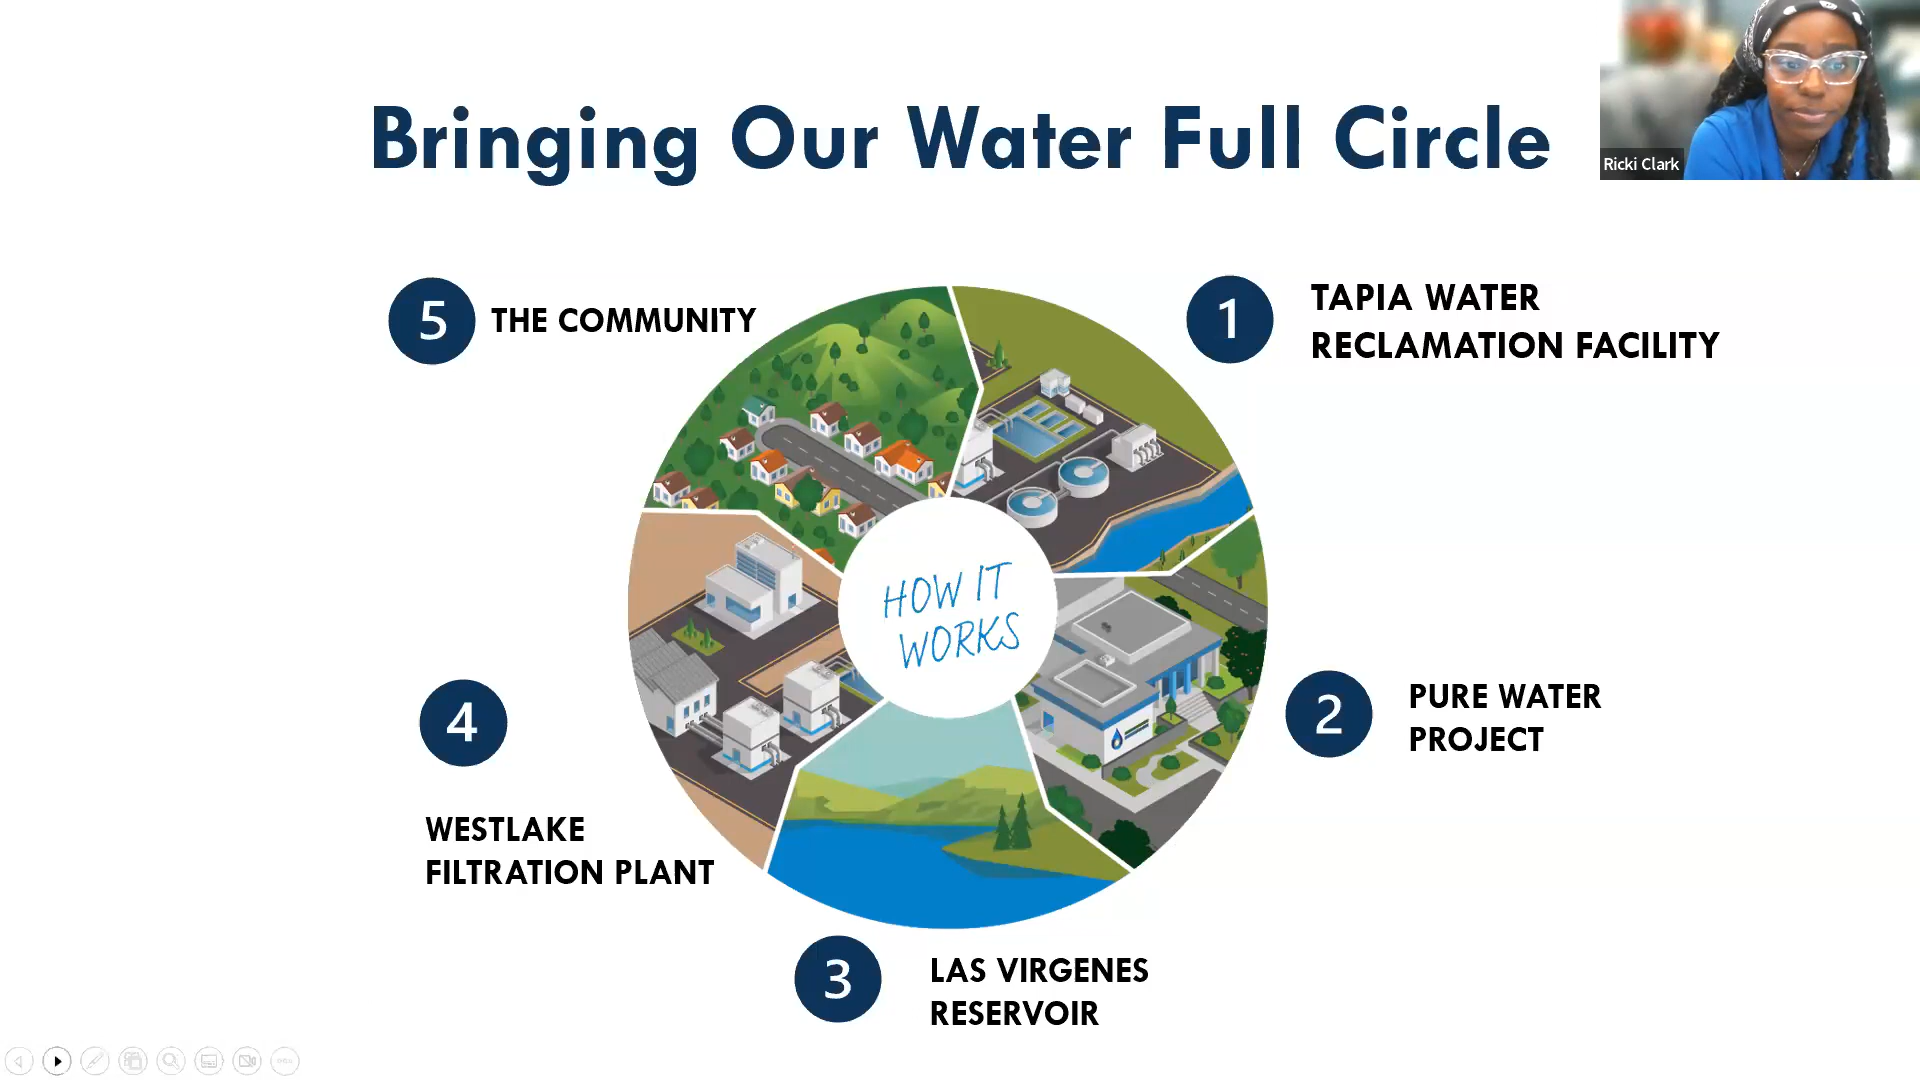 Bringing Our Water Full Circle
Ricki Clark
1
TAPIA WATER
RECLAMATION FACILITY
2
PURE WATER
PROJECT
3
LAS VIRGENES
RESERVOIR
4
WESTLAKE
FILTRATION PLANT
5
THE COMMUNITY
HOW IT
WORKS